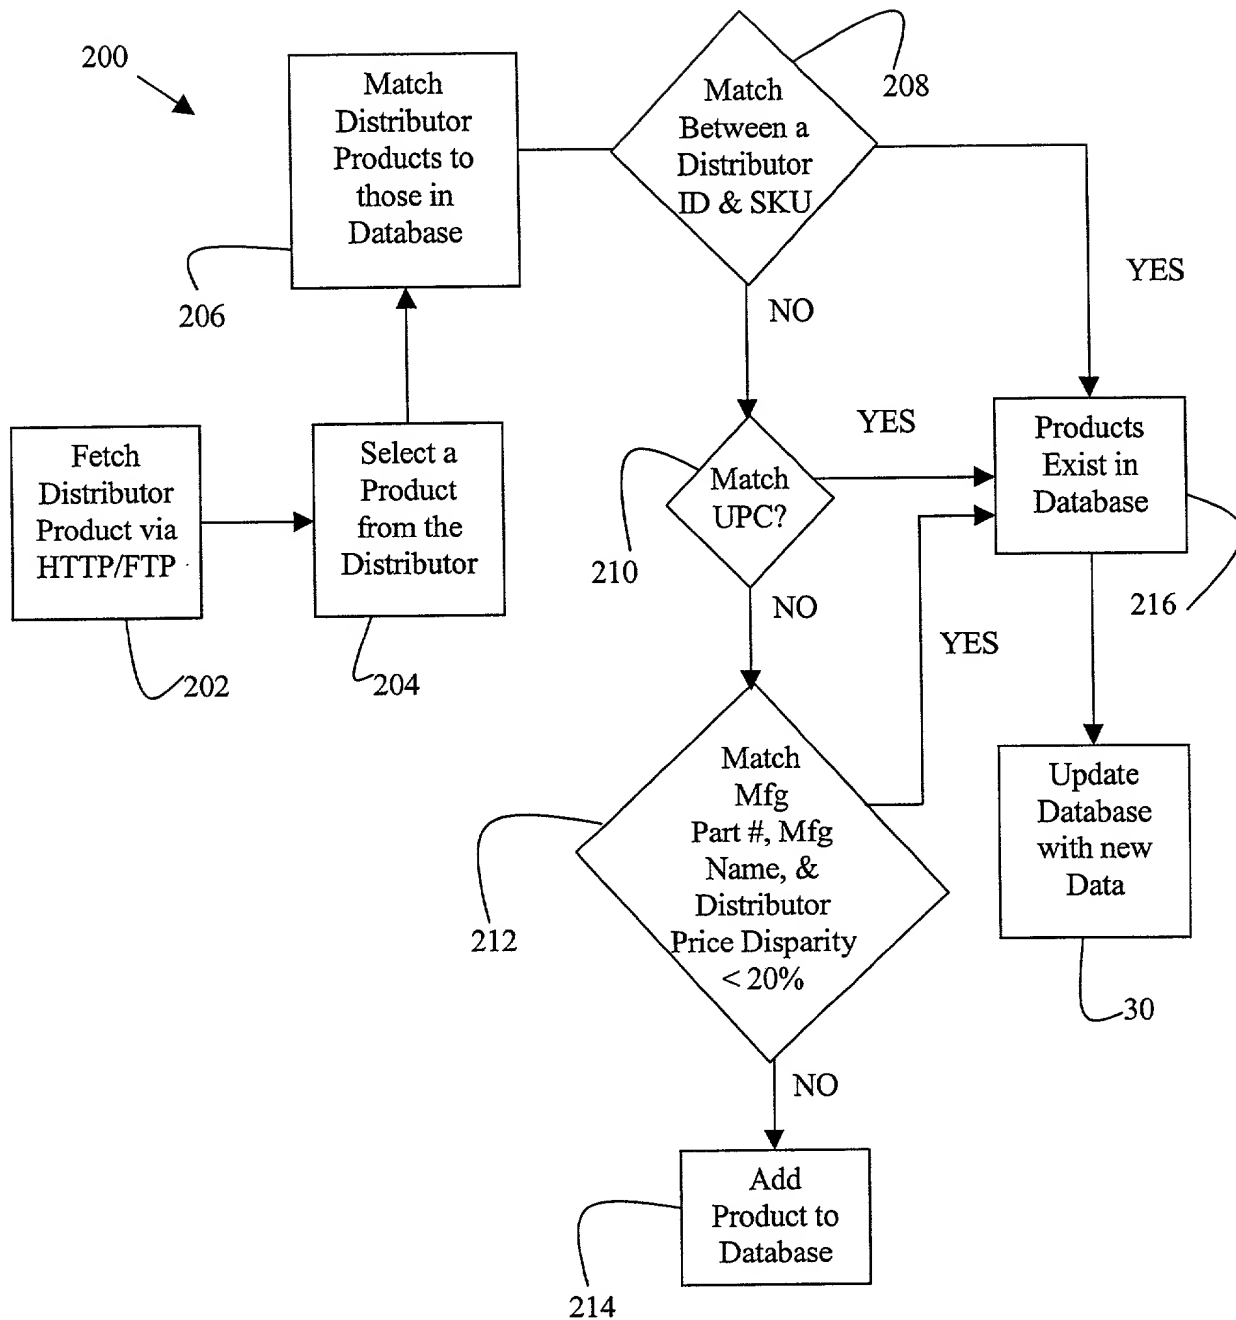 200
Match
Distributor
Products to
those in
Database
206
Match
Between a
Distributor
ID & SKU
208
YES
NO
Fetch
Distributor
Product via
HTTP/FTP
202
Select a
Product
from the
Distributor
204
Match
UPC?
210
YES
NO
Products
Exist in
Database
216
YES
Match
Mfg
Part #, Mfg
Name, &
Distributor
Price Disparity
< 20%
212
Update
Database
with new
Data
30
NO
Add
Product to
Database
214